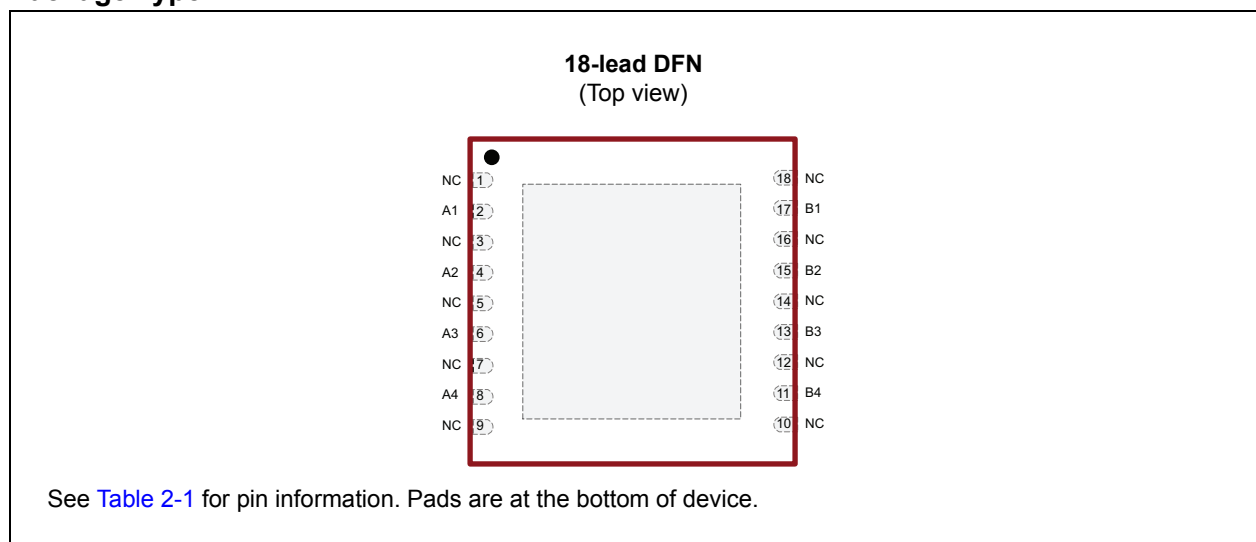 18-lead DFN
(Top view)
NC 1 18 NC
A1 2 17 B1
NC 3 16 NC
A2 4 15 B2
NC 5 14 NC
A3 6 13 B3
NC 7 12 NC
A4 8 11 B4
NC 9 10 NC
See Table 2-1 for pin information. Pads are at the bottom of device.